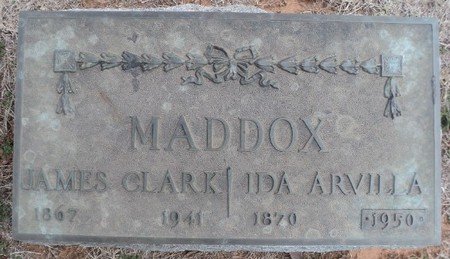 MADDOX
JAMES CLARK IDA ARVILLA
1867 1941 1870 1950